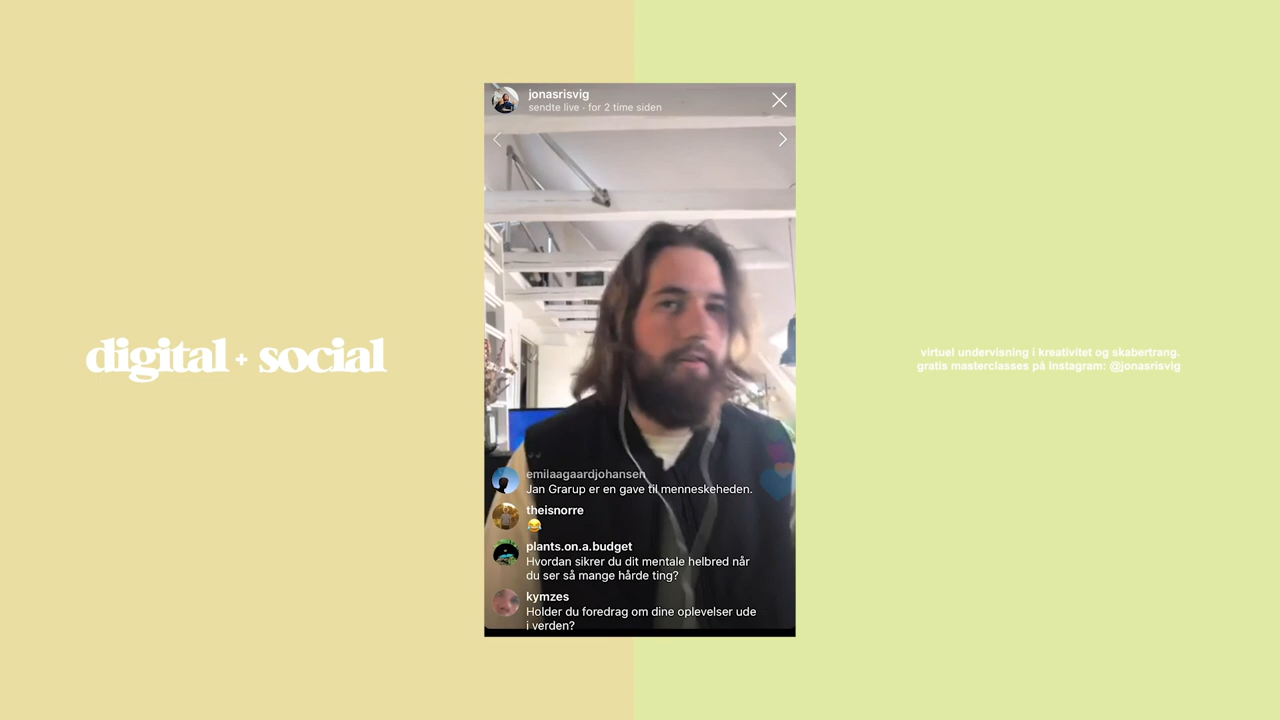 digital + social
jonasrisvig
sendte live · for 2 time siden
emilaagaardjohansen
Jan Grarup er en gave til menneskeheden.
theisnorre
😂
plants.on.a.budget
Hvordan sikrer du dit mentale helbred når
du ser så mange hårde ting?
kymzes
Holder du foredrag om dine oplevelser ude
i verden?
virtuel undervisning i kreativitet og skabertrang.
gratis masterclasses på Instagram: @jonasrisvig